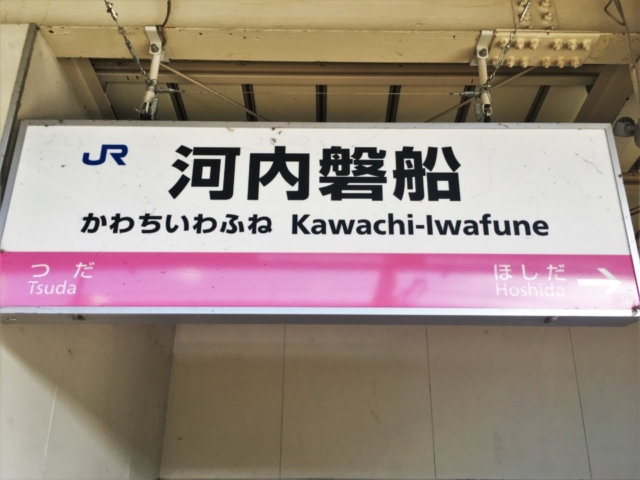 JR 河内磐船
かわちいわふね Kawachi-Iwafune
つだ ほしだ
Tsuda Hoshida